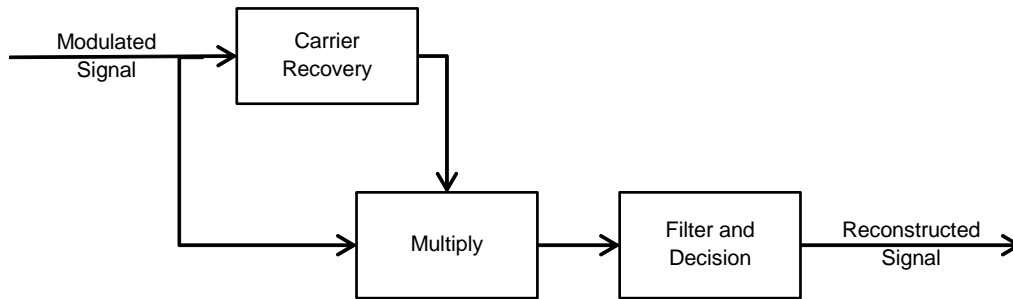 Modulated
Signal
Carrier
Recovery
Multiply
Filter and
Decision
Reconstructed
Signal